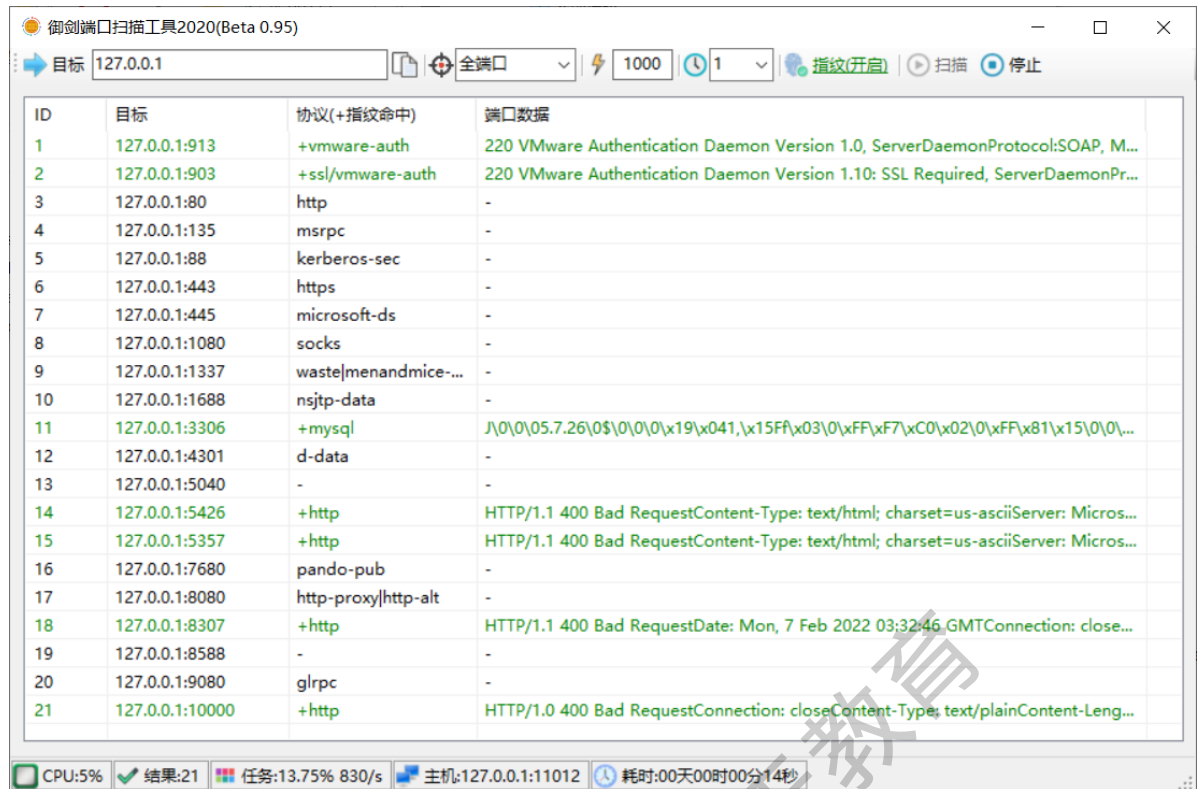 御剑端口扫描工具2020(Beta 0.95)
目标 127.0.0.1 全端口 1000 1 指纹(开启) 扫描 停止
ID 目标 协议(+指纹命中) 端口数据
1 127.0.0.1:913 +vmware-auth 220 VMware Authentication Daemon Version 1.0, ServerDaemonProtocol:SOAP, M...
2 127.0.0.1:903 +ssl/vmware-auth 220 VMware Authentication Daemon Version 1.10: SSL Required, ServerDaemonPr...
3 127.0.0.1:80 http -
4 127.0.0.1:135 msrpc -
5 127.0.0.1:88 kerberos-sec -
6 127.0.0.1:443 https -
7 127.0.0.1:445 microsoft-ds -
8 127.0.0.1:1080 socks -
9 127.0.0.1:1337 waste|menandmice-... -
10 127.0.0.1:1688 nsjtp-data -
11 127.0.0.1:3306 +mysql J\0\0\05.7.26\0$\0\0\0\x19\x041,\x15Ff\x03\0\xFF\xF7\xC0\x02\0\xFF\x81\x15\0\0\...
12 127.0.0.1:4301 d-data -
13 127.0.0.1:5040 - -
14 127.0.0.1:5426 +http HTTP/1.1 400 Bad RequestContent-Type: text/html; charset=us-asciiServer: Micros...
15 127.0.0.1:5357 +http HTTP/1.1 400 Bad RequestContent-Type: text/html; charset=us-asciiServer: Micros...
16 127.0.0.1:7680 pando-pub -
17 127.0.0.1:8080 http-proxy|http-alt -
18 127.0.0.1:8307 +http HTTP/1.1 400 Bad RequestDate: Mon, 7 Feb 2022 03:32:46 GMTConnection: close...
19 127.0.0.1:8588 - -
20 127.0.0.1:9080 glrpc -
21 127.0.0.1:10000 +http HTTP/1.0 400 Bad RequestConnection: closeContent-Type: text/plainContent-Leng...
CPU:5% 结果:21 任务:13.75% 830/s 主机:127.0.0.1:11012 耗时:00天00时00分14秒
教育